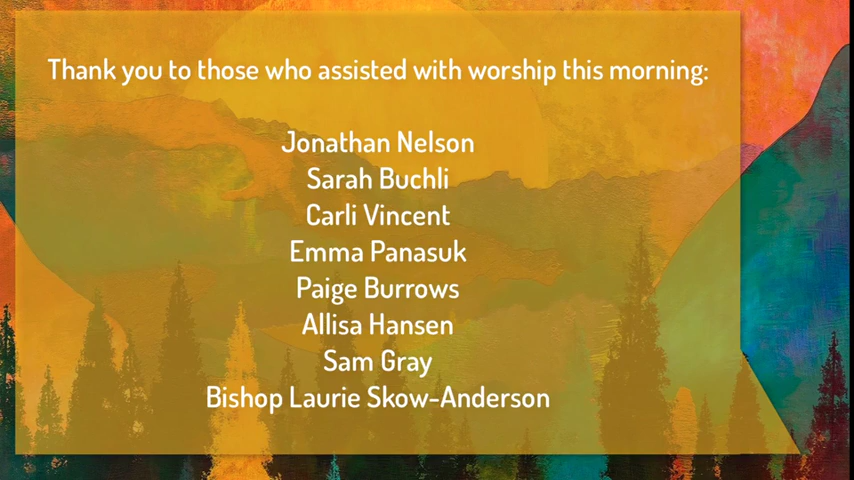 Thank you to those who assisted with worship this morning:
Jonathan Nelson
Sarah Buchli
Carli Vincent
Emma Panasuk
Paige Burrows
Allisa Hansen
Sam Gray
Bishop Laurie Skow-Anderson